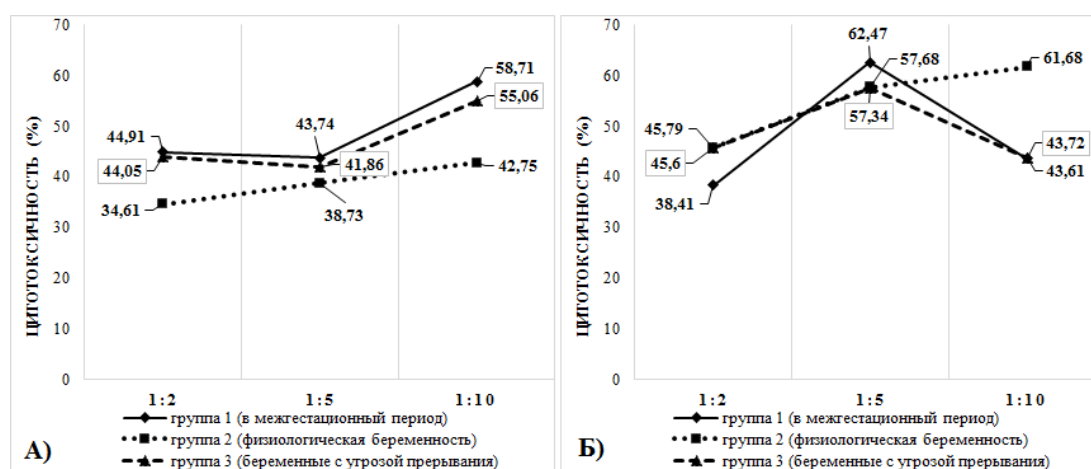 ЦИГОТОКСИЧНОСТЬ (%)
70
60
50
40
30
20
10
0
44,91
44,05
34,61
43,74
41,86
38,73
58,71
55,06
42,75
1:2 1:5 1:10
группа 1 (в межгестационный период)
группа 2 (физиологическая беременность)
группа 3 (беременные с угрозой прерывания)
А)
ЦИГОТОКСИЧНОСТЬ (%)
70
60
50
40
30
20
10
0
45,79
45,6
38,41
62,47
57,68
57,34
61,68
43,72
43,61
1:2 1:5 1:10
группа 1 (в межгестационный период)
группа 2 (физиологическая беременность)
группа 3 (беременные с угрозой прерывания)
Б)